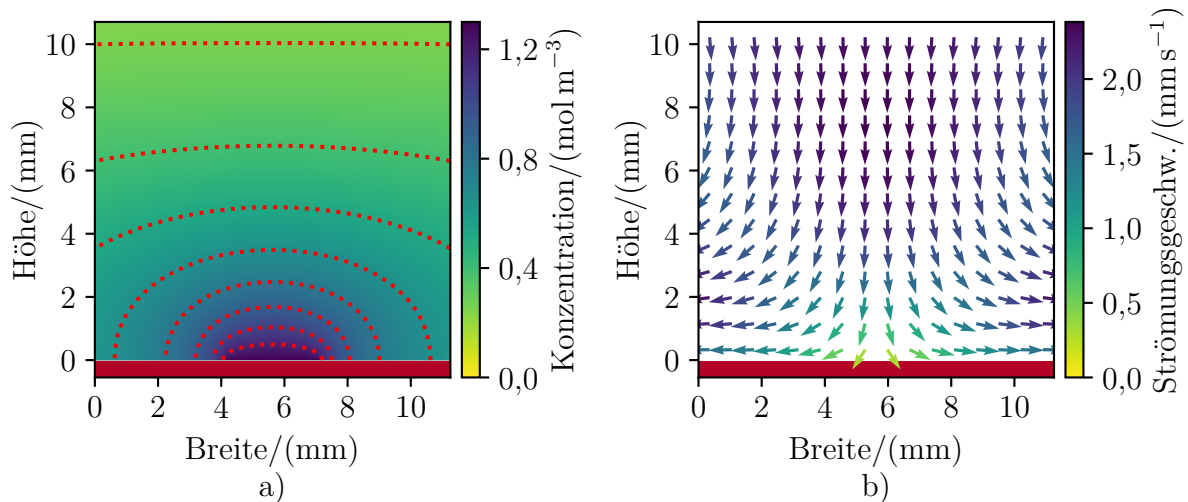 Höhe/(mm)
10
8
6
4
2
0
0 2 4 6 8 10
Breite/(mm)
a)
1,2
0,8
0,4
0,0
Konzentration/(mol m⁻³)
Höhe/(mm)
10
8
6
4
2
0
0 2 4 6 8 10
Breite/(mm)
b)
2,0
1,5
1,0
0,5
0,0
Strömungsgeschw./(mm s⁻¹)